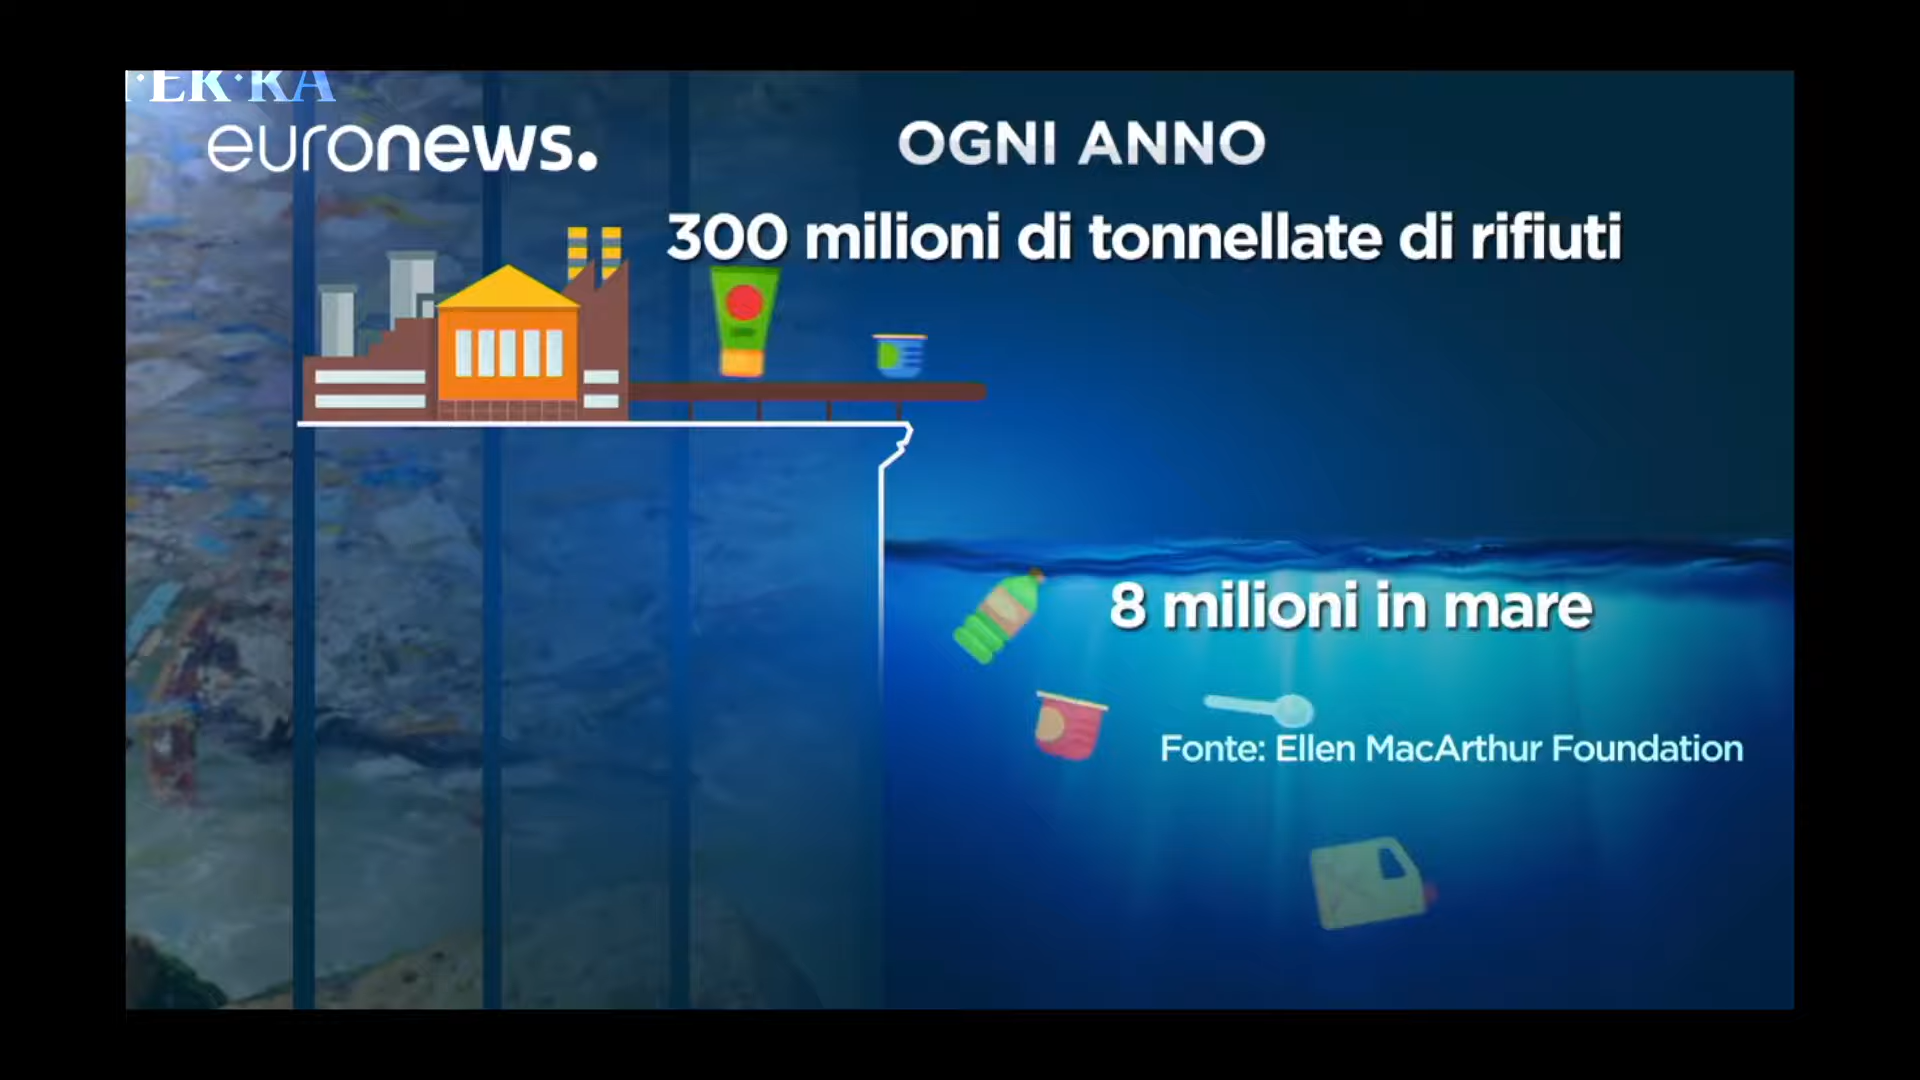 euronews.
OGNI ANNO
300 milioni di tonnellate di rifiuti
8 milioni in mare
Fonte: Ellen MacArthur Foundation